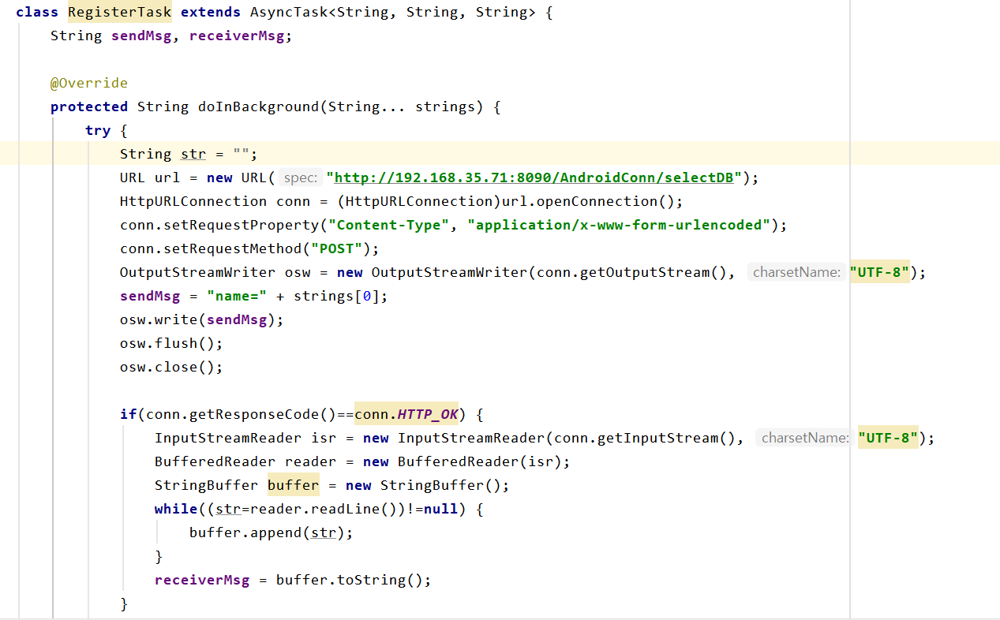 class RegisterTask extends AsyncTask<String, String, String> {
String sendMsg, receiverMsg;
@Override
protected String doInBackground(String... strings) {
try {
String str = "";
URL url = new URL( spec: "http://192.168.35.71:8090/AndroidConn/selectDB");
HttpURLConnection conn = (HttpURLConnection)url.openConnection();
conn.setRequestProperty("Content-Type", "application/x-www-form-urlencoded");
conn.setRequestMethod("POST");
OutputStreamWriter osw = new OutputStreamWriter(conn.getOutputStream(), charsetName: "UTF-8");
sendMsg = "name=" + strings[0];
osw.write(sendMsg);
osw.flush();
osw.close();
if(conn.getResponseCode()==conn.HTTP_OK) {
InputStreamReader isr = new InputStreamReader(conn.getInputStream(), charsetName: "UTF-8");
BufferedReader reader = new BufferedReader(isr);
StringBuffer buffer = new StringBuffer();
while((str=reader.readLine())!=null) {
buffer.append(str);
}
receiverMsg = buffer.toString();
}